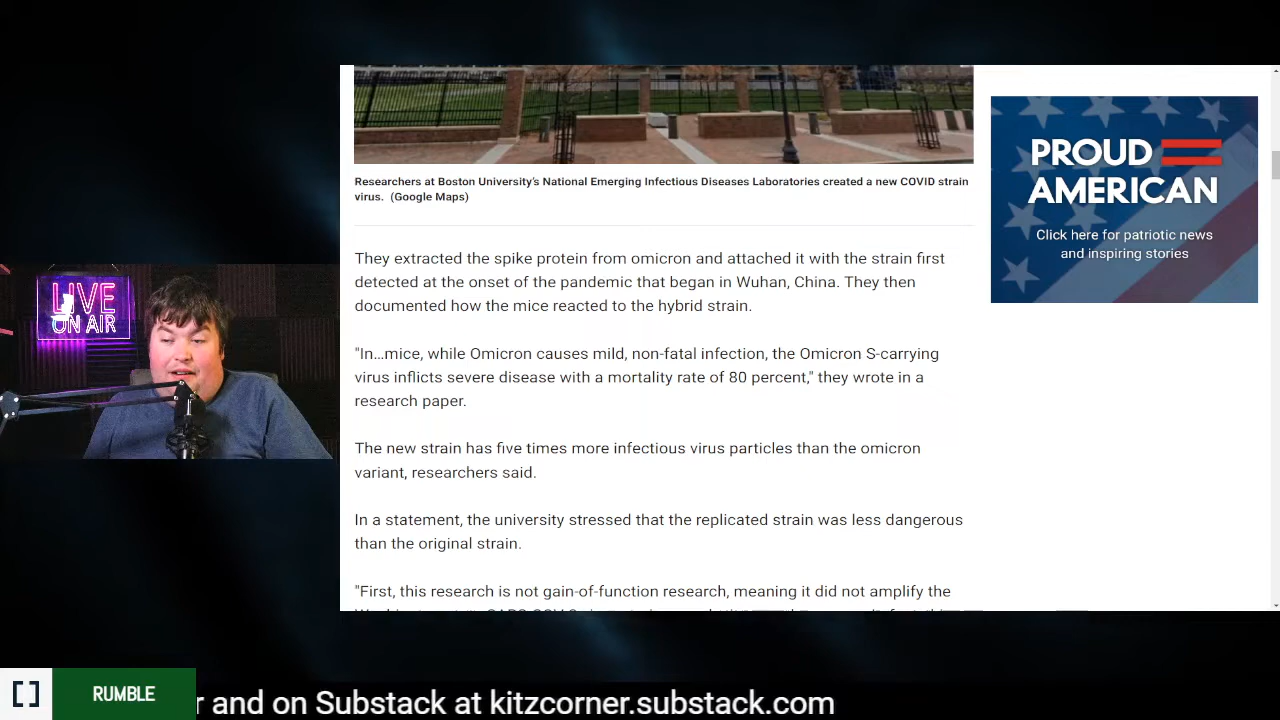 Researchers at Boston University's National Emerging Infectious Diseases Laboratories created a new COVID strain
virus. (Google Maps)
They extracted the spike protein from omicron and attached it with the strain first
detected at the onset of the pandemic that began in Wuhan, China. They then
documented how the mice reacted to the hybrid strain.
"In...mice, while Omicron causes mild, non-fatal infection, the Omicron S-carrying
virus inflicts severe disease with a mortality rate of 80 percent," they wrote in a
research paper.
The new strain has five times more infectious virus particles than the omicron
variant, researchers said.
In a statement, the university stressed that the replicated strain was less dangerous
than the original strain.
"First, this research is not gain-of-function research, meaning it did not amplify the
PROUD
AMERICAN
Click here for patriotic news
and inspiring stories
LIVE
ON AIR
RUMBLE
r and on Substack at kitzcorner.substack.com